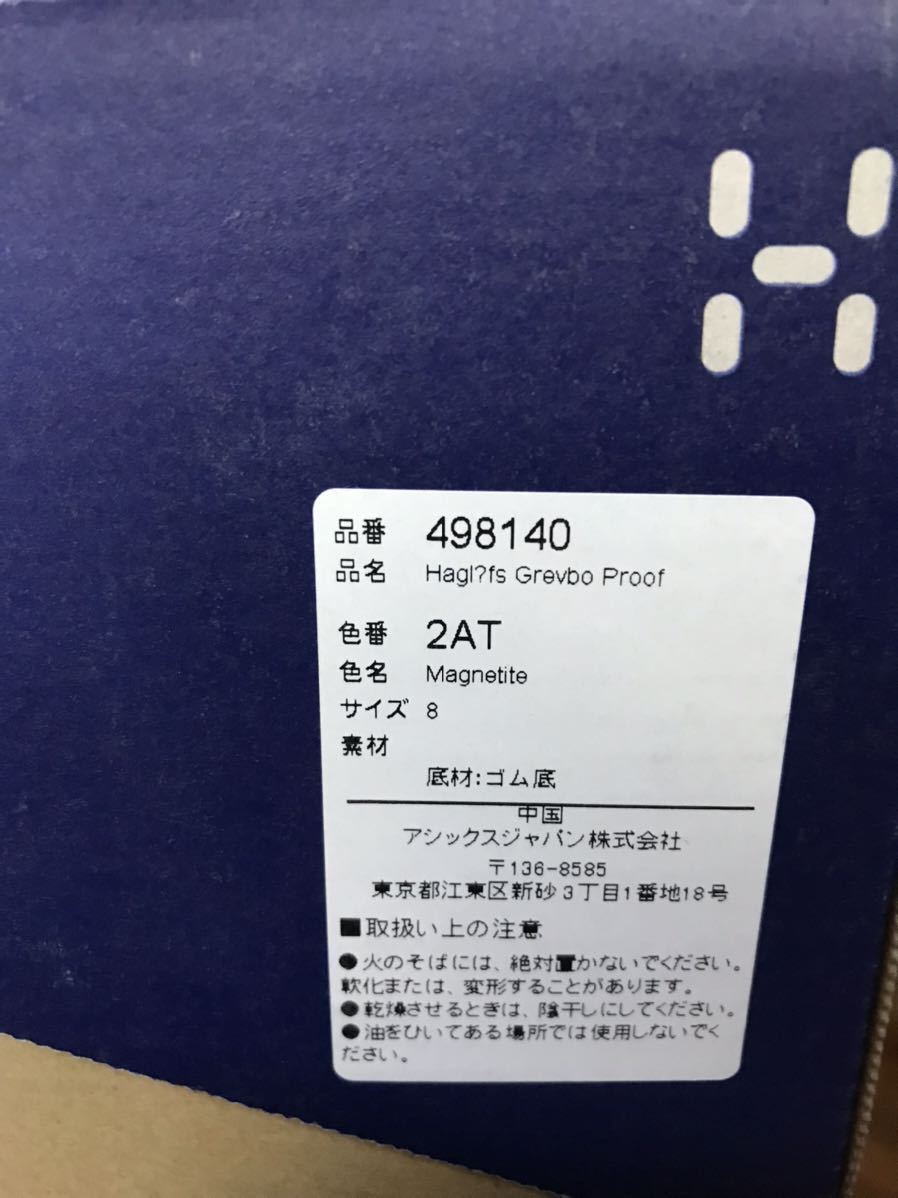 H
品番 498140
品名 Hagl?fs Grevbo Proof
色番 2AT
色名 Magnetite
サイズ 8
素材
底材:ゴム底
中国
アシックスジャパン株式会社
〒136-8585
東京都江東区新砂3丁目1番地18号
■取扱い上の注意
●火のそばには、絶対置かないでください。
軟化または、変形することがあります。
●乾燥させるときは、陰干しにしてください。
●油をひいてある場所では使用しないでく
ださい。